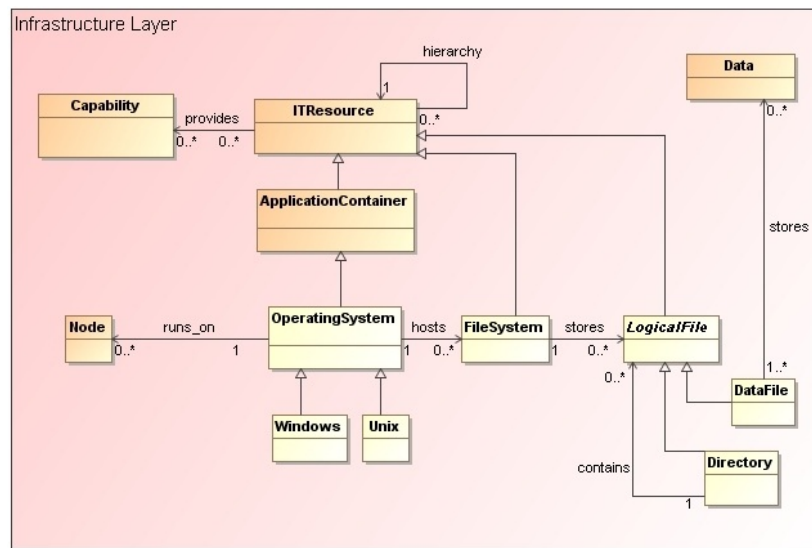 Infrastructure Layer
hierarchy
Data
Capability
provides
ITResource
1
0..*
0..*
0..*
0..*
ApplicationContainer
stores
Node
runs_on
OperatingSystem
hosts
FileSystem
stores
LogicalFile
0..*
1
1
0..*
1
0..*
0..*
1..*
DataFile
Windows
Unix
contains
Directory
1